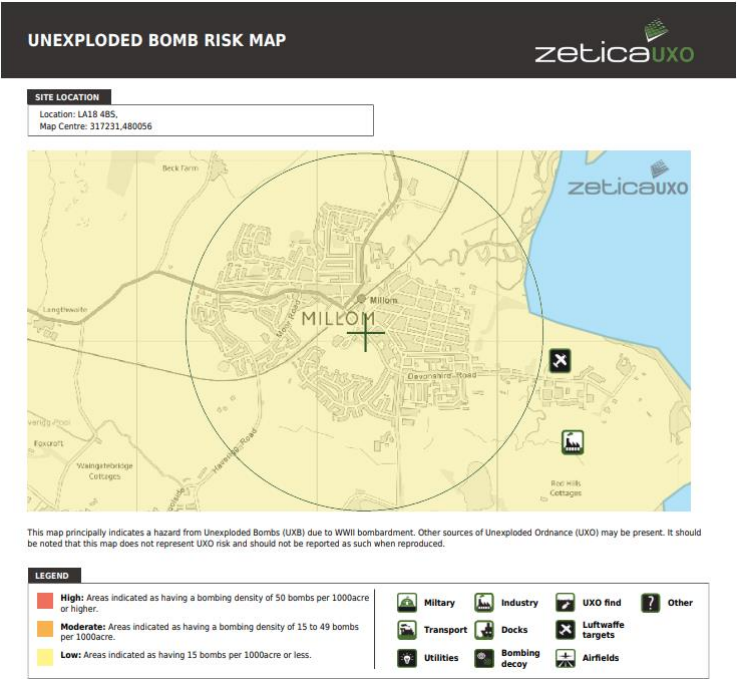 UNEXPLODED BOMB RISK MAP
zeticauxo
SITE LOCATION
Location: LA18 4BS,
Map Centre: 317231,480056
Beck Farm
zeticauxo
Langthwaite
Millom
MILLOM
Moor Road
Devonshire Road
Foxcroft
Waingatebridge
Cottages
Haverigg Road
Red Hills
Cottages
This map principally indicates a hazard from Unexploded Bombs (UXB) due to WWII bombardment. Other sources of Unexploded Ordnance (UXO) may be present. It should
be noted that this map does not represent UXO risk and should not be reported as such when reproduced.
LEGEND
High: Areas indicated as having a bombing density of 50 bombs per 1000acre
or higher.
Moderate: Areas indicated as having a bombing density of 15 to 49 bombs
per 1000acre.
Low: Areas indicated as having 15 bombs per 1000acre or less.
Miltary
Industry
UXO find
Other
Transport
Docks
Luftwaffe
targets
Utilities
Bombing
decoy
Airfields